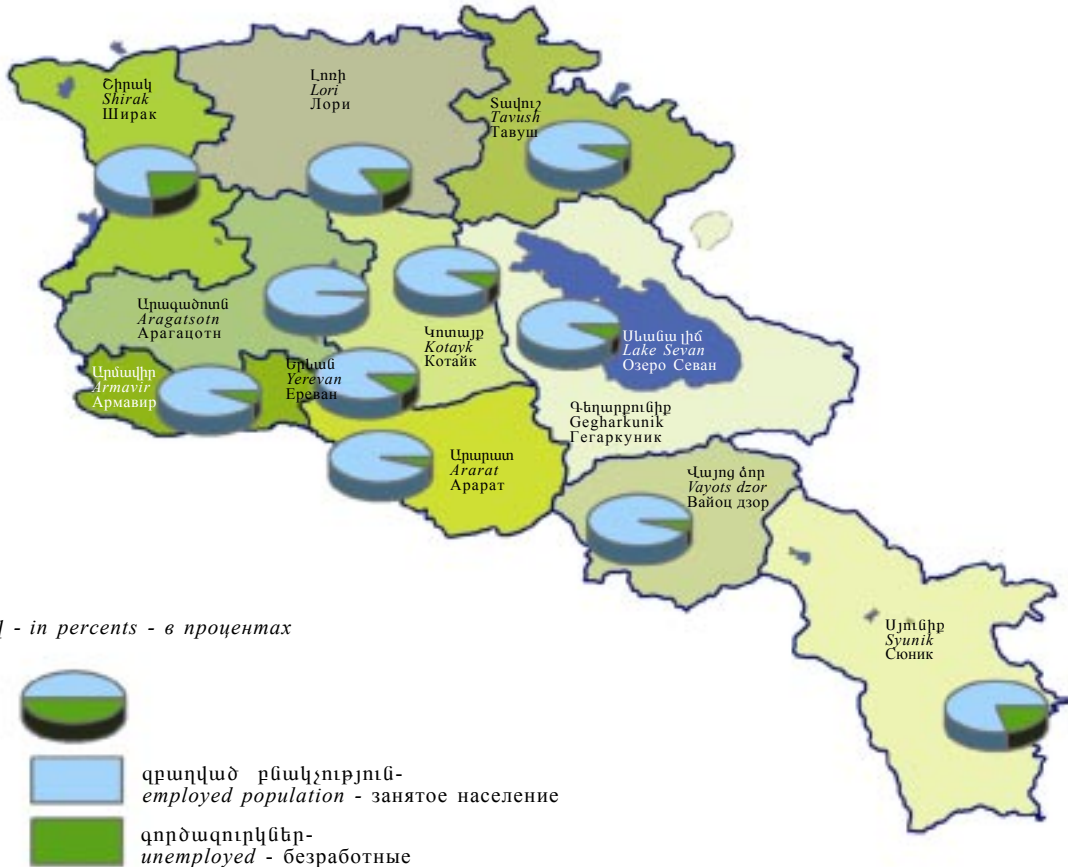 Շիրակ
Shirak
Ширак
Լոռի
Lori
Лори
Տավուշ
Tavush
Тавуш
Արագածոտն
Aragatsotn
Арагацотн
Կոտայք
Kotayk
Котайк
Սևանա լիճ
Lake Sevan
Озеро Севан
Արմավիր
Armavir
Армавир
Երևան
Yerevan
Ереван
Գեղարքունիք
Gegharkunik
Гегаркуник
Արարատ
Ararat
Арарат
Վայոց ձոր
Vayots dzor
Вайоц дзор
Սյունիք
Syunik
Сюник
- in percents - в процентах
զբաղված բնակչություն-
employed population - занятое население
գործազուրկներ-
unemployed - безработные